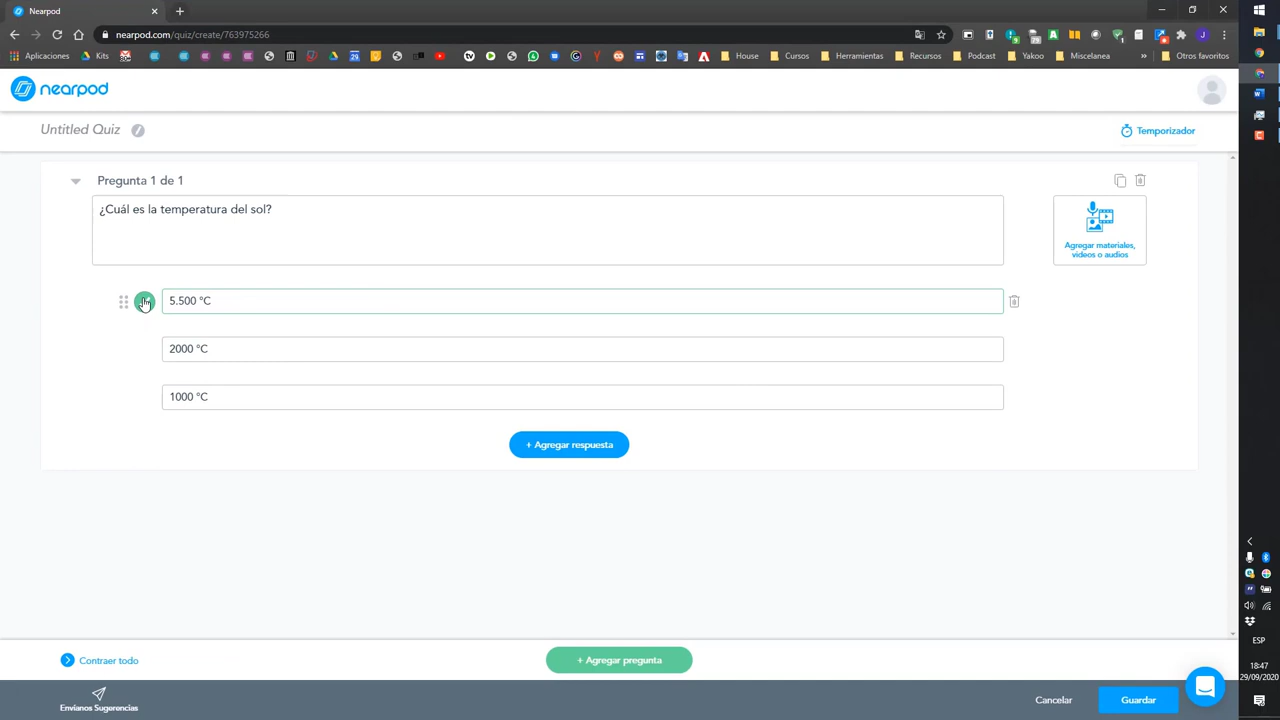 Nearpod
nearpod.com/quiz/create/763975266
Aplicaciones
Kits
House
Cursos
Herramientas
Recursos
Podcast
Yakoo
Miscelanea
»
Otros favoritos
nearpod
Untitled Quiz
Temporizador
Pregunta 1 de 1
¿Cuál es la temperatura del sol?
Agregar materiales,
videos o audios
5.500 °C
2000 °C
1000 °C
+ Agregar respuesta
Contraer todo
+ Agregar pregunta
Envíanos Sugerencias
Cancelar
Guardar
ESP
18:47
29/09/2020